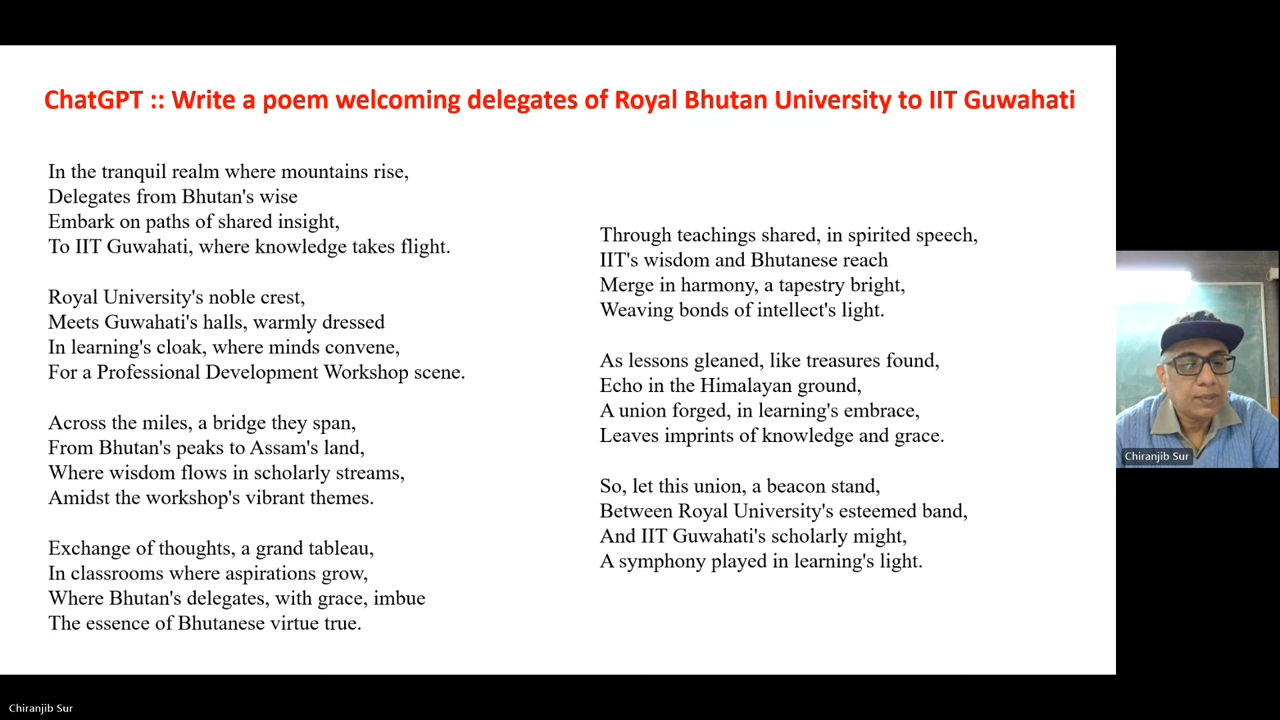 ChatGPT :: Write a poem welcoming delegates of Royal Bhutan University to IIT Guwahati
In the tranquil realm where mountains rise,
Delegates from Bhutan's wise
Embark on paths of shared insight,
To IIT Guwahati, where knowledge takes flight.
Royal University's noble crest,
Meets Guwahati's halls, warmly dressed
In learning's cloak, where minds convene,
For a Professional Development Workshop scene.
Across the miles, a bridge they span,
From Bhutan's peaks to Assam's land,
Where wisdom flows in scholarly streams,
Amidst the workshop's vibrant themes.
Exchange of thoughts, a grand tableau,
In classrooms where aspirations grow,
Where Bhutan's delegates, with grace, imbue
The essence of Bhutanese virtue true.
Through teachings shared, in spirited speech,
IIT's wisdom and Bhutanese reach
Merge in harmony, a tapestry bright,
Weaving bonds of intellect's light.
As lessons gleaned, like treasures found,
Echo in the Himalayan ground,
A union forged, in learning's embrace,
Leaves imprints of knowledge and grace.
So, let this union, a beacon stand,
Between Royal University's esteemed band,
And IIT Guwahati's scholarly might,
A symphony played in learning's light.
Chiranjib Sur
Chiranjib Sur